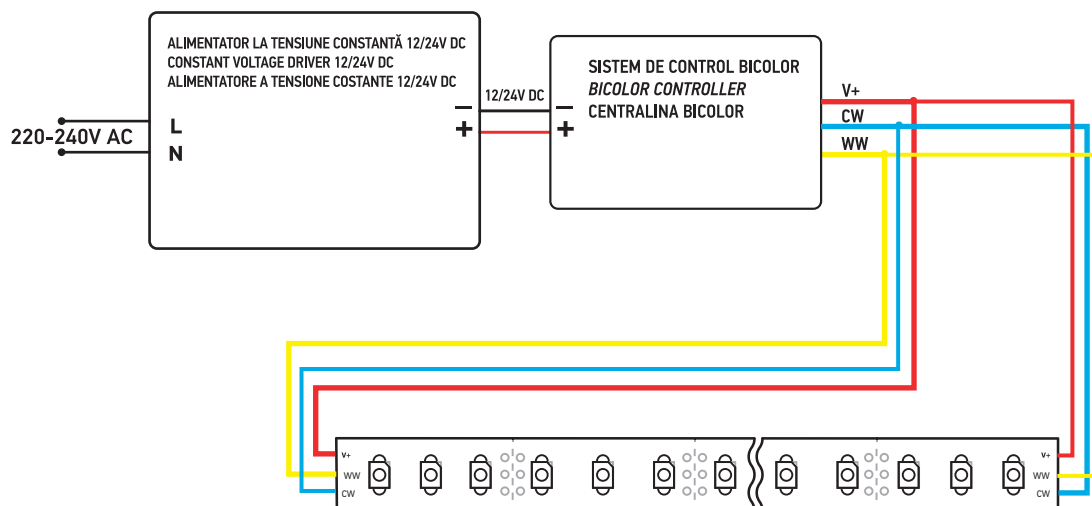 ALIMENTATOR LA TENSIUNE CONSTANTĂ 12/24V DC
CONSTANT VOLTAGE DRIVER 12/24V DC
ALIMENTATORE A TENSIONE COSTANTE 12/24V DC
220-240V AC
L
N
−
+
12/24V DC
−
+
SISTEM DE CONTROL BICOLOR
BICOLOR CONTROLLER
CENTRALINA BICOLOR
V+
CW
WW
V+
WW
CW
V+
WW
CW